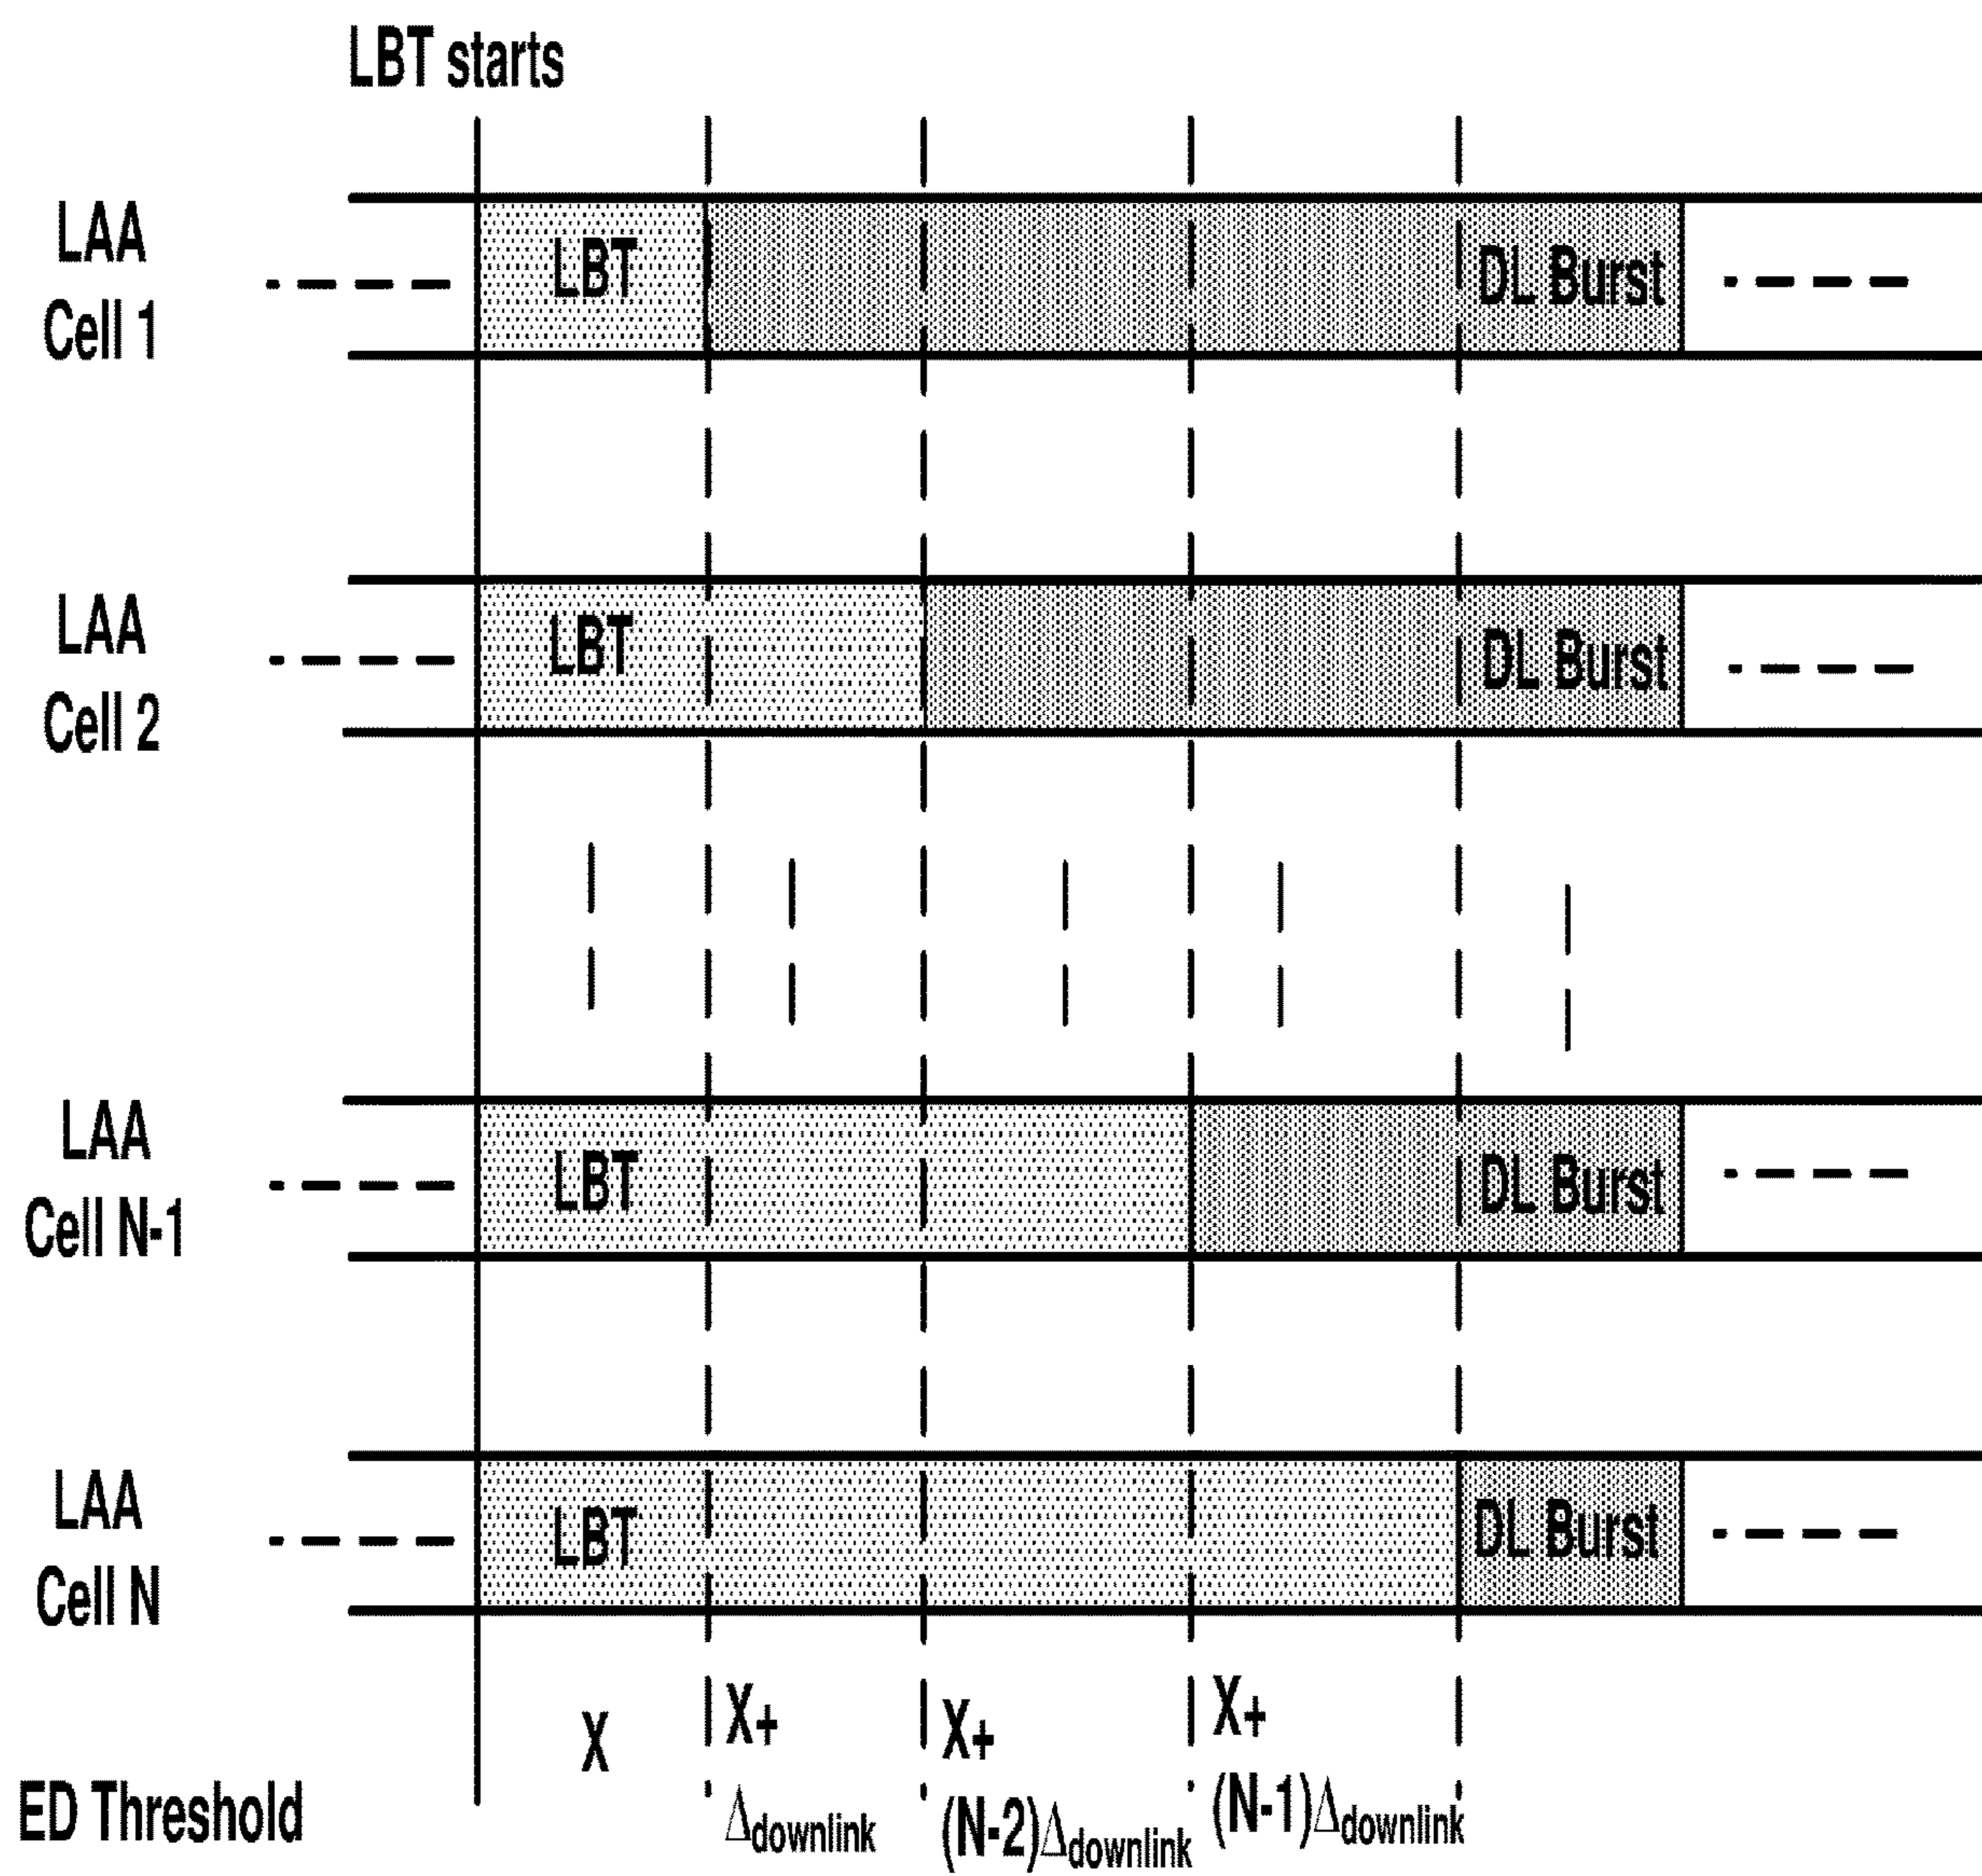 LBT starts
LAA
Cell 1
LBT
DL Burst
LAA
Cell 2
LBT
DL Burst
LAA
Cell N-1
LBT
DL Burst
LAA
Cell N
LBT
DL Burst
ED Threshold
X
X+
Δdownlink
X+
(N-2)Δdownlink
X+
(N-1)Δdownlink